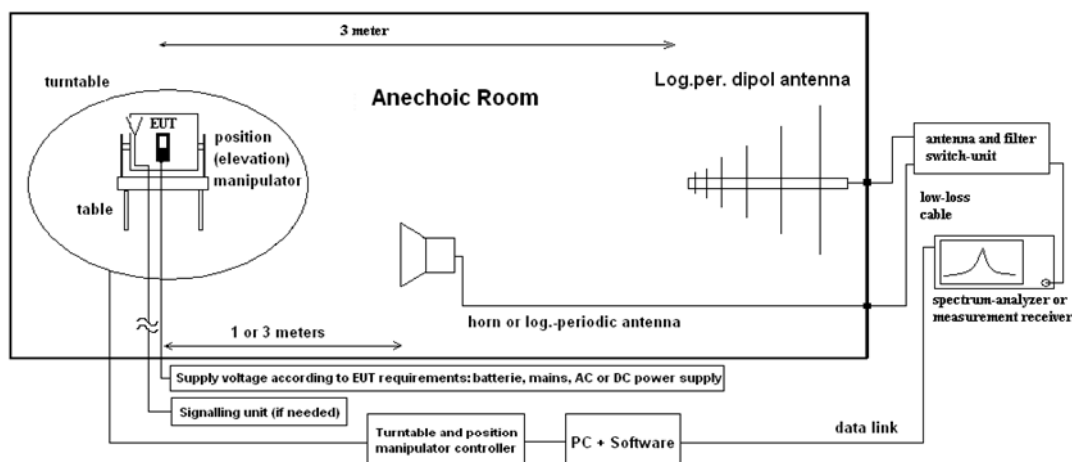 3 meter
turntable
Log.per. dipol antenna
Anechoic Room
EUT
position
(elevation)
manipulator
antenna and filter
switch-unit
table
low-loss
cable
spectrum-analyzer or
measurement receiver
horn or log.-periodic antenna
1 or 3 meters
Supply voltage according to EUT requirements: batterie, mains, AC or DC power supply
Signalling unit (if needed)
Turntable and position
manipulator controller
PC + Software
data link